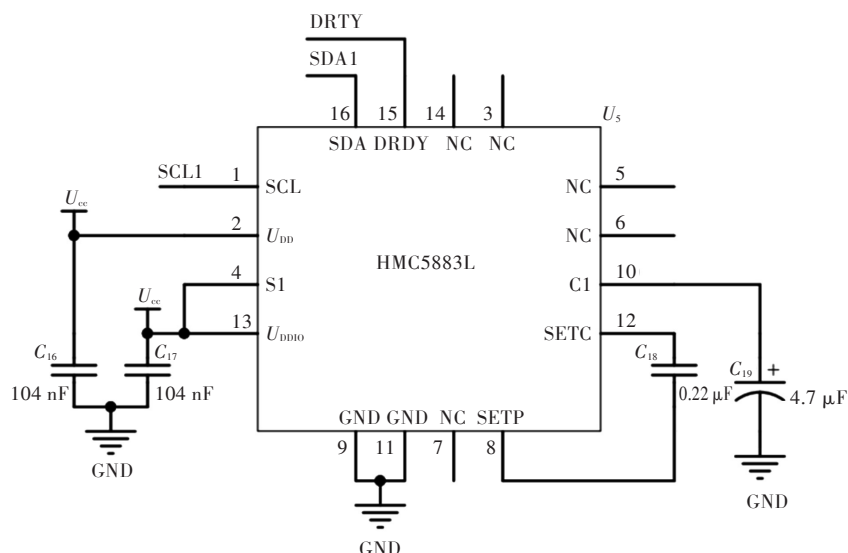 DRTY
SDA1
16 15 14 3
U5
SDA DRDY NC NC
SCL1 1 SCL
NC 5
Ucc
2 UDD
NC 6
HMC5883L
4 S1
C1 10
Ucc
13 UDDIO
SETC 12
C16
104 nF
C17
104 nF
C18
0.22 μF
C19 +
4.7 μF
GND GND NC SETP
9 11 7 8
GND
GND
GND